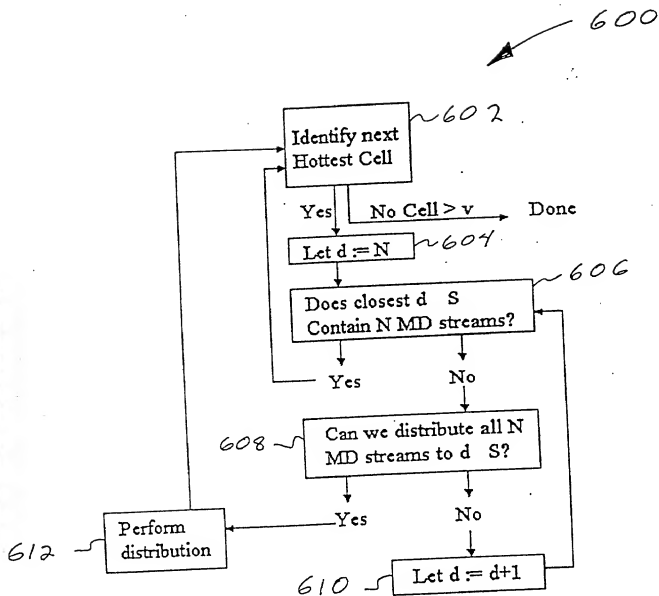 600
602
Identify next
Hottest Cell
Yes No Cell > v Done
Let d := N
604
606
Does closest d S
Contain N MD streams?
Yes No
608
Can we distribute all N
MD streams to d S?
Yes No
Perform
distribution
612
610
Let d := d+1